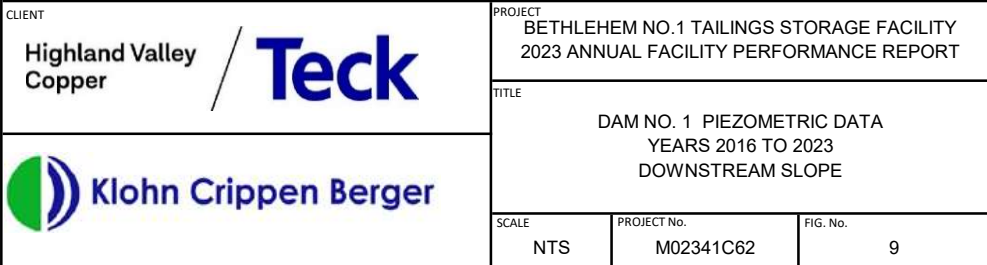 CLIENT
Highland Valley
Copper
Teck
Klohn Crippen Berger
PROJECT
BETHLEHEM NO.1 TAILINGS STORAGE FACILITY
2023 ANNUAL FACILITY PERFORMANCE REPORT
TITLE
DAM NO. 1 PIEZOMETRIC DATA
YEARS 2016 TO 2023
DOWNSTREAM SLOPE
SCALE
NTS
PROJECT No.
M02341C62
FIG. No.
9